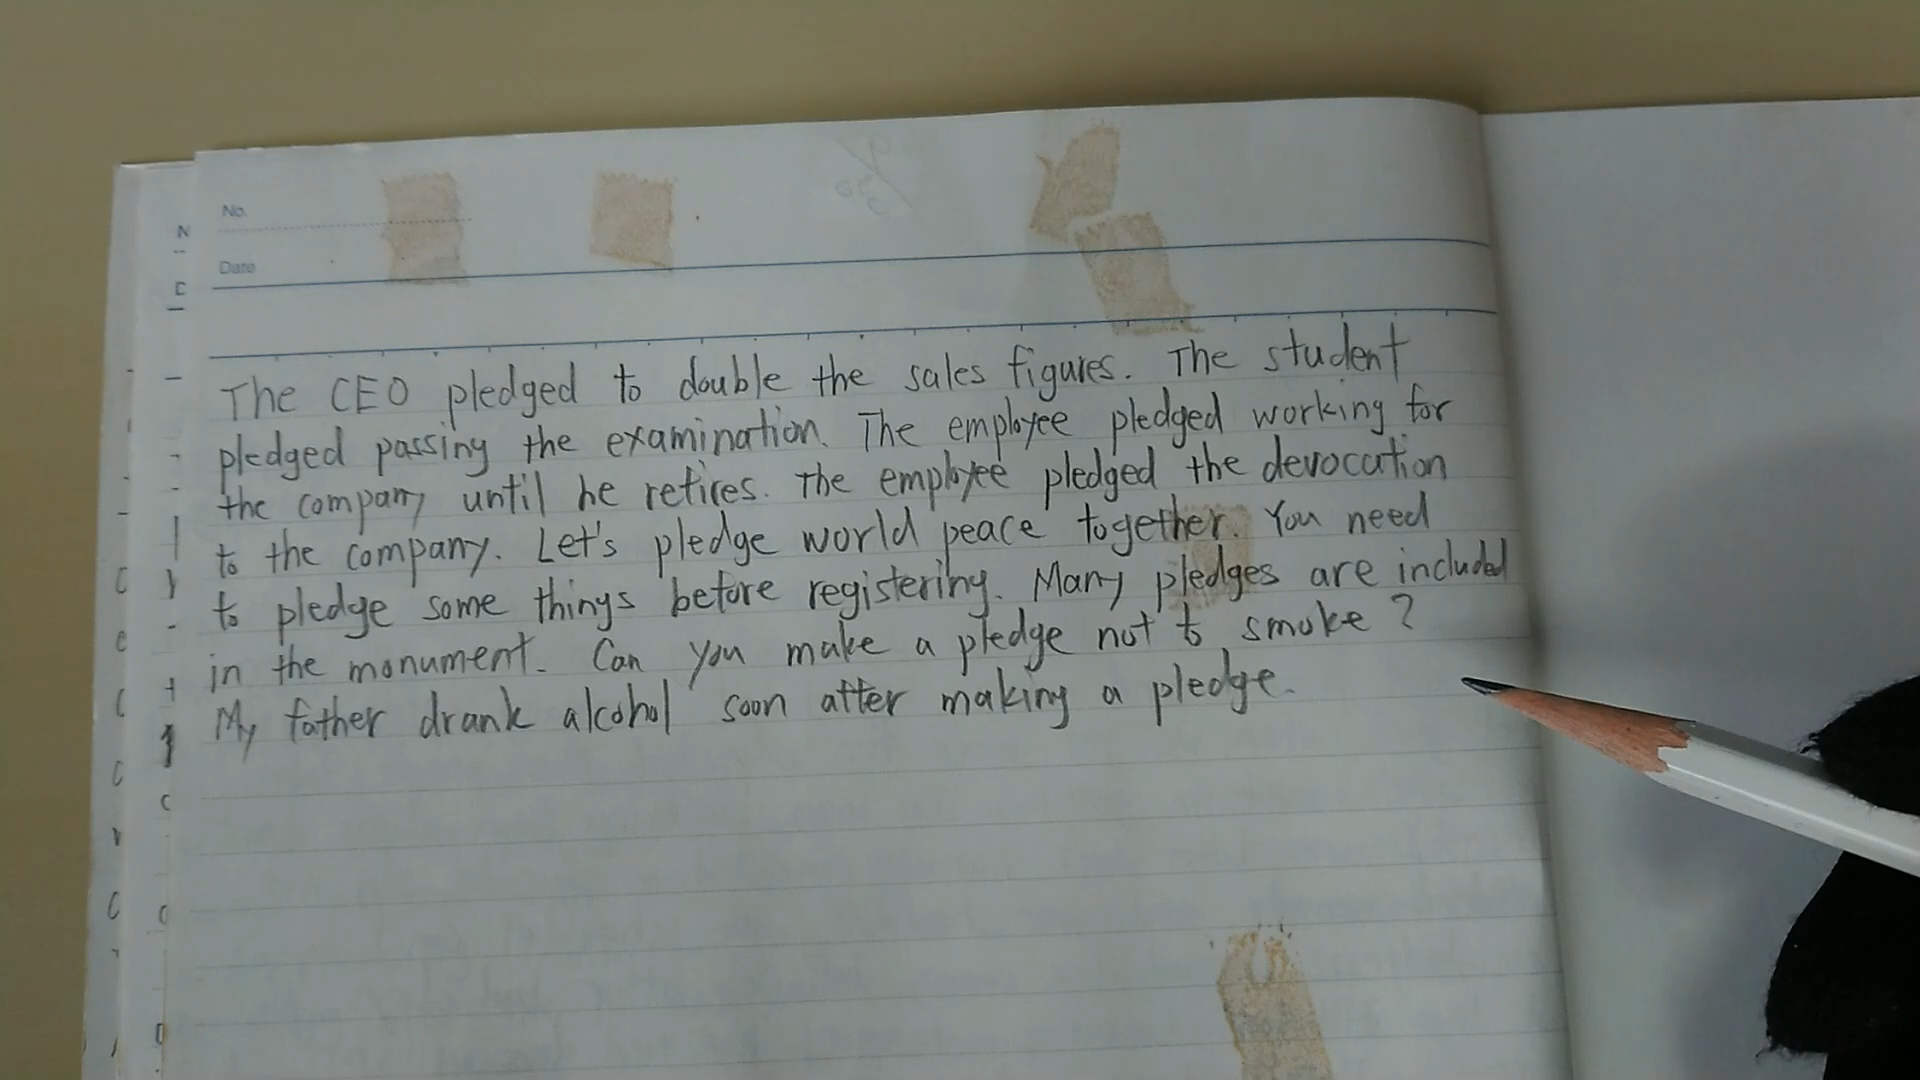 No.
Date
The CEO pledged to double the sales figures. The student
pledged passing the examination. The employee pledged working for
the company until he retires. The employee pledged the devocation
to the company. Let's pledge world peace together. You need
to pledge some things before registering. Many pledges are included
in the monument. Can you make a pledge not to smoke?
My father drank alcohol soon after making a pledge.